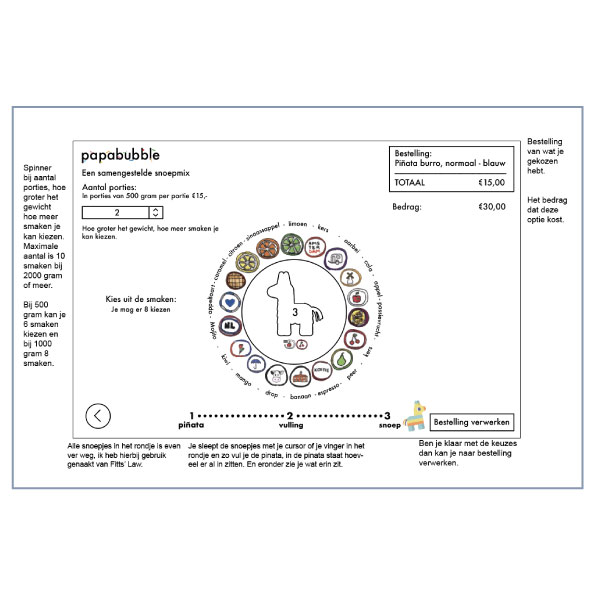 papabubble
Een samengestelde snoepmix
Aantal porties:
In porties van 500 gram per portie €15,-
2
Hoe groter het gewicht, hoe meer smaken je
kan kiezen.
Kies uit de smaken:
Je mag er 8 kiezen
Bestelling:
Piñata burro, normaal - blauw
TOTAAL €15,00
Bedrag: €30,00
Spinner
bij aantal
porties, hoe
groter het
gewicht
hoe meer
smaken je
kan kiezen.
Maximale
aantal is 10
smaken bij
2000 gram
of meer.
Bij 500
gram kan je
6 smaken
kiezen en
bij 1000
gram 8
smaken.
Bestelling
van wat je
gekozen
hebt.
Het bedrag
dat deze
optie kost.
limoen · kers · aarbei · cola · appel · passievrucht · kers · peer · espresso · banaan · drop · mango · kiwi · Mojito · appeltaart · caramel · citroen · sinaasappel
AMSTERDAM
NL
KOFFIE
3
1 2 3
piñata vulling snoep
Bestelling verwerken
Alle snoepjes in het rondje is even
ver weg, ik heb hierbij gebruik
genaakt van Fitts' Law.
Je sleept de snoepjes met je cursor of je vinger in het
rondje en zo vul je de pinata, in de pinata staat hoev-
eel er al in zitten. En eronder zie je wat erin zit.
Ben je klaar met de keuzes
dan kan je naar bestelling
verwerken.